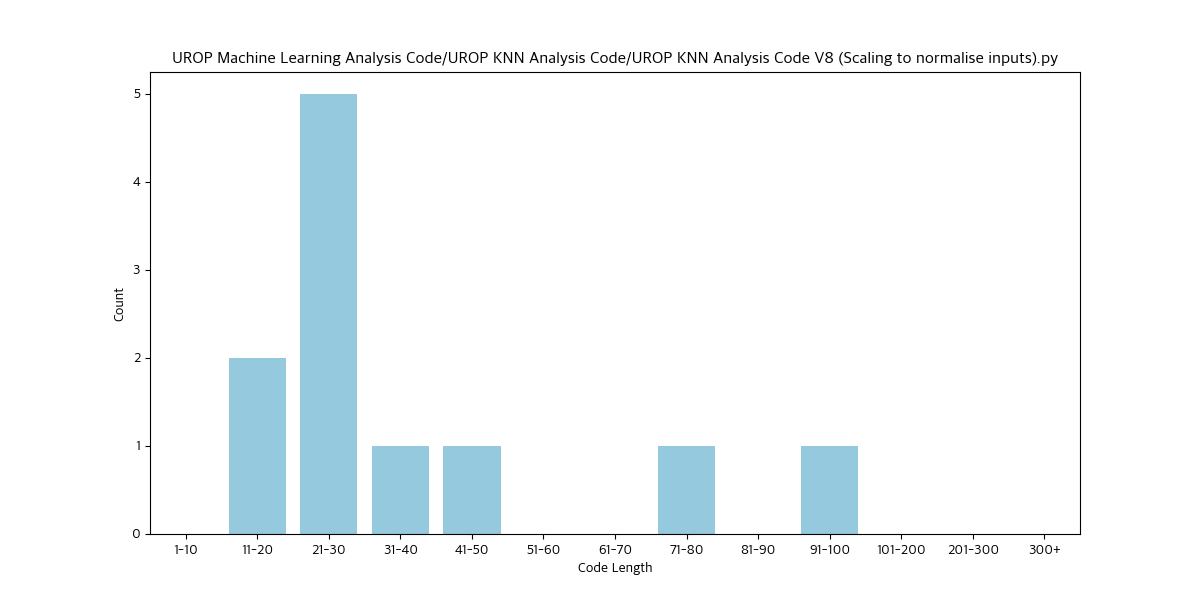 UROP Machine Learning Analysis Code/UROP KNN Analysis Code/UROP KNN Analysis Code V8 (Scaling to normalise inputs).py
5
4
3
2
1
0
Count
1-10 11-20 21-30 31-40 41-50 51-60 61-70 71-80 81-90 91-100 101-200 201-300 300+
Code Length